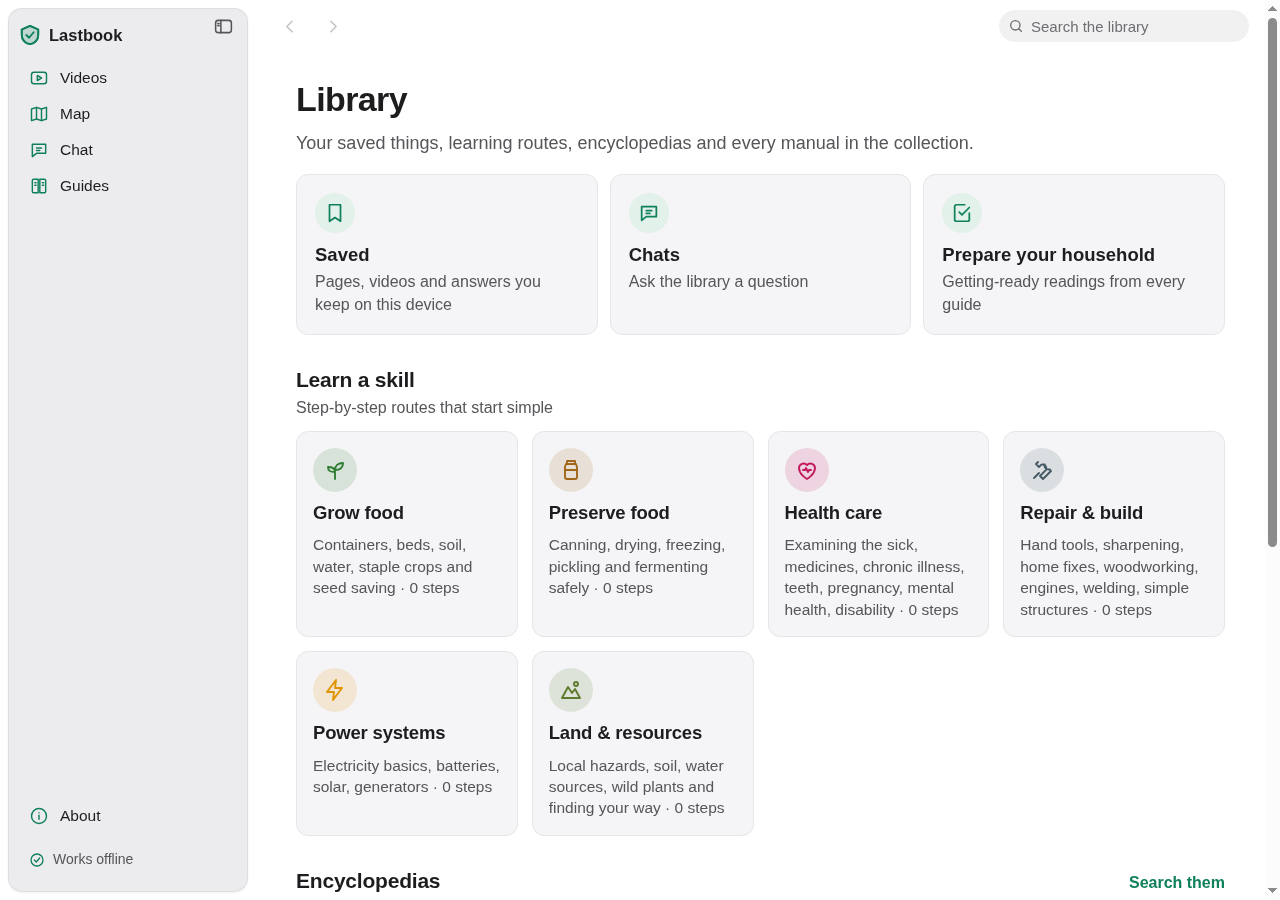 Lastbook
Search the library
Videos
Map
Chat
Guides
Library
Your saved things, learning routes, encyclopedias and every manual in the collection.
Saved
Pages, videos and answers you
keep on this device
Chats
Ask the library a question
Prepare your household
Getting-ready readings from every
guide
Learn a skill
Step-by-step routes that start simple
Grow food
Containers, beds, soil,
water, staple crops and
seed saving · 0 steps
Preserve food
Canning, drying, freezing,
pickling and fermenting
safely · 0 steps
Health care
Examining the sick,
medicines, chronic illness,
teeth, pregnancy, mental
health, disability · 0 steps
Repair & build
Hand tools, sharpening,
home fixes, woodworking,
engines, welding, simple
structures · 0 steps
Power systems
Electricity basics, batteries,
solar, generators · 0 steps
Land & resources
Local hazards, soil, water
sources, wild plants and
finding your way · 0 steps
About
Works offline
Encyclopedias
Search them